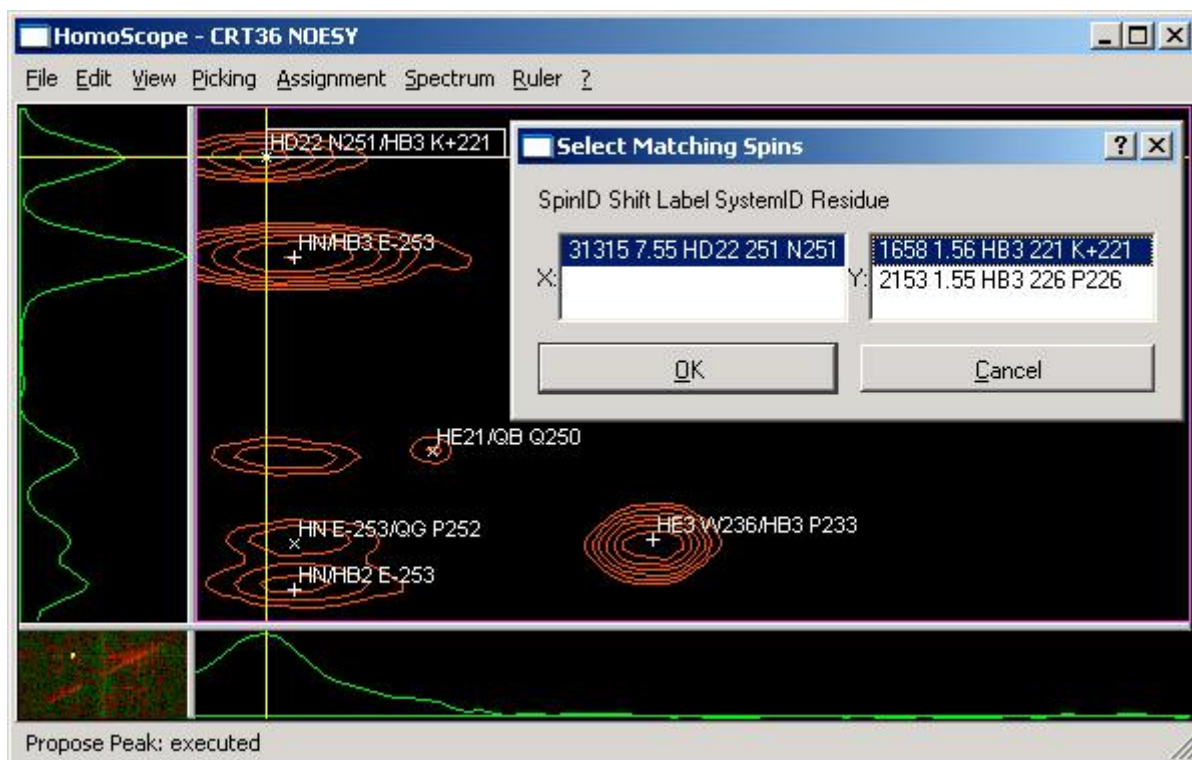 HomoScope - CRT36 NOESY
File Edit View Picking Assignment Spectrum Ruler ?
HD22 N251/HB3 K+221
HN/HB3 E-253
HE21/QB Q250
HN E-253/QG P252
HE3 W236/HB3 P233
HN/HB2 E-253
Select Matching Spins
SpinID Shift Label SystemID Residue
X:
31315 7.55 HD22 251 N251
Y:
1658 1.56 HB3 221 K+221
2153 1.55 HB3 226 P226
OK
Cancel
Propose Peak: executed